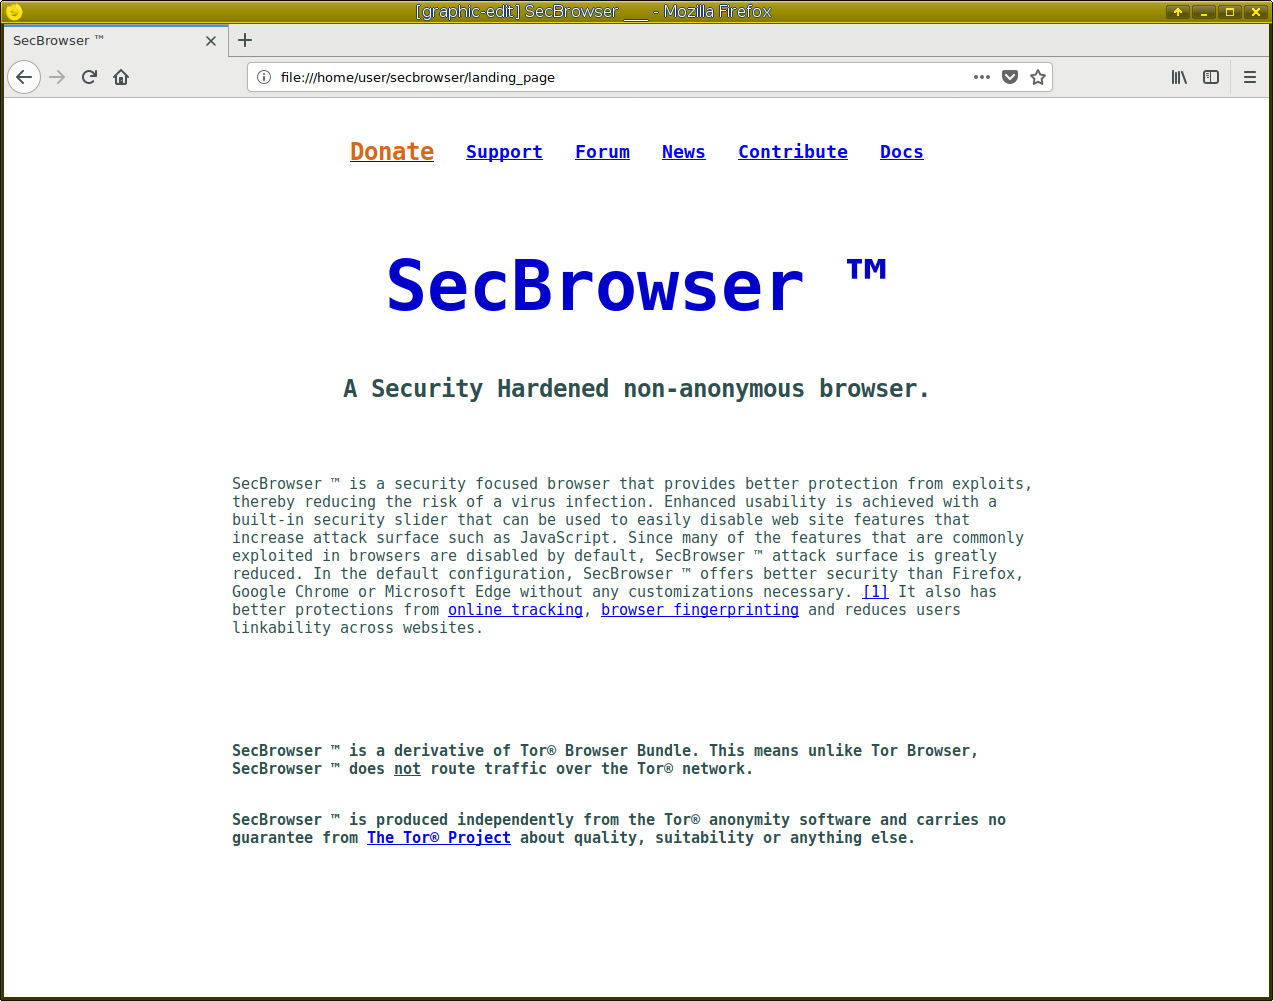 [graphic-edit] SecBrowser ___ - Mozilla Firefox
SecBrowser ™
file:///home/user/secbrowser/landing_page
Donate Support Forum News Contribute Docs
SecBrowser ™
A Security Hardened non-anonymous browser.
SecBrowser ™ is a security focused browser that provides better protection from exploits,
thereby reducing the risk of a virus infection. Enhanced usability is achieved with a
built-in security slider that can be used to easily disable web site features that
increase attack surface such as JavaScript. Since many of the features that are commonly
exploited in browsers are disabled by default, SecBrowser ™ attack surface is greatly
reduced. In the default configuration, SecBrowser ™ offers better security than Firefox,
Google Chrome or Microsoft Edge without any customizations necessary. [1] It also has
better protections from online tracking, browser fingerprinting and reduces users
linkability across websites.
SecBrowser ™ is a derivative of Tor® Browser Bundle. This means unlike Tor Browser,
SecBrowser ™ does not route traffic over the Tor® network.
SecBrowser ™ is produced independently from the Tor® anonymity software and carries no
guarantee from The Tor® Project about quality, suitability or anything else.